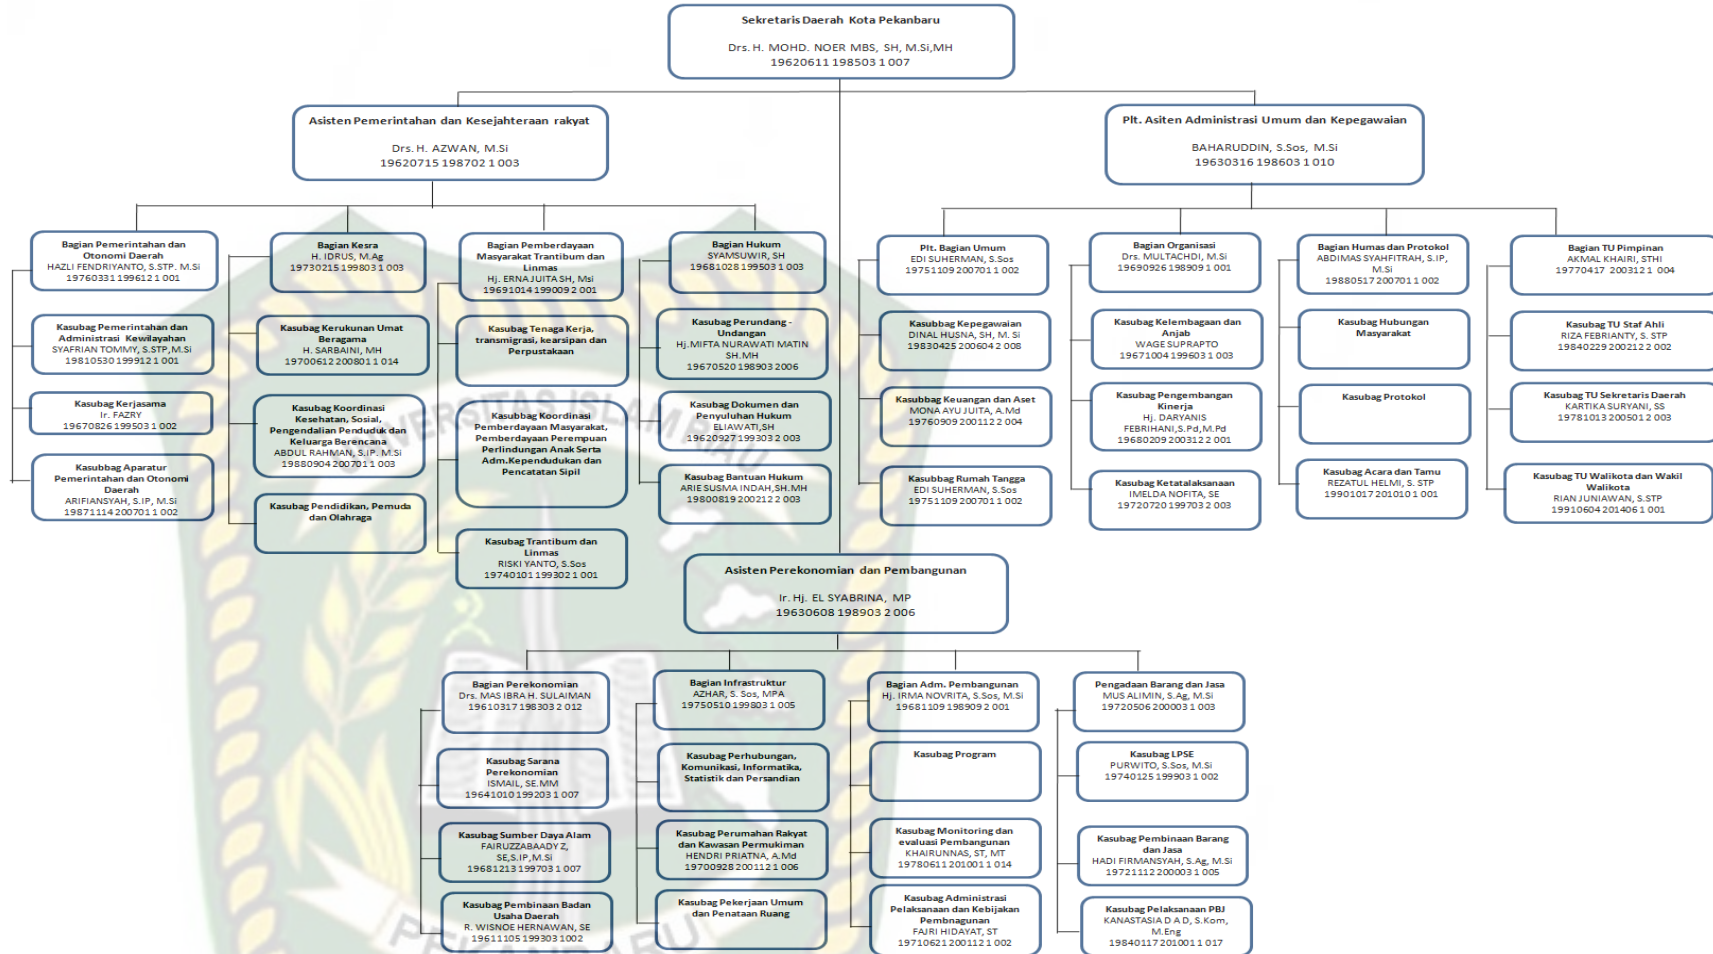 Sekretaris Daerah Kota Pekanbaru
Drs. H. MOHD. NOER MBS, SH, M.Si,MH
19620611 198503 1 007
Asisten Pemerintahan dan Kesejahteraan rakyat
Drs. H. AZWAN, M.Si
19620715 198702 1 003
Plt. Asiten Administrasi Umum dan Kepegawaian
BAHARUDDIN, S.Sos, M.Si
19630316 198603 1 010
Bagian Pemerintahan dan
Otonomi Daerah
HAZLI FENDRIYANTO, S.STP. M.Si
19760331 199612 1 001
Kasubag Pemerintahan dan
Administrasi Kewilayahan
SYAFRIAN TOMMY, S.STP,M.Si
19810530 199912 1 001
Kasubag Kerjasama
Ir. FAZRY
19670826 199503 1 002
Kasubbag Aparatur
Pemerintahan dan Otonomi
Daerah
ARIFIANSYAH, S.IP, M.Si
19871114 200701 1 002
Bagian Kesra
H. IDRUS, M.Ag
19730215 199803 1 003
Kasubag Kerukunan Umat
Beragama
H. SARBAINI, MH
19700612 200801 1 014
Kasubag Koordinasi
Kesehatan, Sosial,
Pengendalian Penduduk dan
Keluarga Berencana
ABDUL RAHMAN, S.IP. M.Si
19880904 200701 1 003
Kasubag Pendidikan, Pemuda
dan Olahraga
Bagian Pemberdayaan
Masyarakat Trantibum dan
Linmas
Hj. ERNA JUITA SH, Msi
19691014 199009 2 001
Kasubag Tenaga Kerja,
transmigrasi, kearsipan dan
Perpustakaan
Kasubbag Koordinasi
Pemberdayaan Masyarakat,
Pemberdayaan Perempuan
Perlindungan Anak Serta
Adm.Kependudukan dan
Pencatatan Sipil
Kasubag Trantibum dan
Linmas
RISKI YANTO, S.Sos
19740101 199302 1 001
Bagian Hukum
SYAMSUWIR, SH
19681028 199503 1 003
Kasubag Perundang -
Undangan
Hj.MIFTA NURAWATI MATIN
SH.MH
19670520 198903 2006
Kasubag Dokumen dan
Penyuluhan Hukum
ELIAWATI,SH
19620927 199303 2 003
Kasubag Bantuan Hukum
ARIE SUSMA INDAH,SH.MH
19800819 200212 2 003
Plt. Bagian Umum
EDI SUHERMAN, S.Sos
19751109 200701 1 002
Kasubbag Kepegawaian
DINAL HUSNA, SH, M. Si
19830425 200604 2 008
Kasubbag Keuangan dan Aset
MONA AYU JUITA, A.Md
19760909 200112 2 004
Kasubbag Rumah Tangga
EDI SUHERMAN, S.Sos
19751109 200701 1 002
Bagian Organisasi
Drs. MULTACHDI, M.Si
19690926 198909 1 001
Kasubag Kelembagaan dan
Anjab
WAGE SUPRAPTO
19671004 199603 1 003
Kasubag Pengembangan
Kinerja
Hj. DARYANIS
FEBRIHANI,S.Pd,M.Pd
19680209 200312 2 001
Kasubag Ketatalaksanaan
IMELDA NOFITA, SE
19720720 199703 2 003
Bagian Humas dan Protokol
ABDIMAS SYAHFITRAH, S.IP,
M.Si
19880517 200701 1 002
Kasubag Hubungan
Masyarakat
Kasubag Protokol
Kasubag Acara dan Tamu
REZATUL HELMI, S. STP
19901017 201010 1 001
Bagian TU Pimpinan
AKMAL KHAIRI, STHI
19770417 200312 1 004
Kasubag TU Staf Ahli
RIZA FEBRIANTY, S. STP
19840229 200212 2 002
Kasubag TU Sekretaris Daerah
KARTIKA SURYANI, SS
19781013 200501 2 003
Kasubag TU Walikota dan Wakil
Walikota
RIAN JUNIAWAN, S.STP
19910604 201406 1 001
Asisten Perekonomian dan Pembangunan
Ir. Hj. EL SYABRINA, MP
19630608 198903 2 006
Bagian Perekonomian
Drs. MAS IBRA H. SULAIMAN
19610317 198303 2 012
Kasubag Sarana
Perekonomian
ISMAIL, SE.MM
19641010 199203 1 007
Kasubag Sumber Daya Alam
FAIRUZZABAADY Z,
SE,S.IP,M.Si
19681213 199703 1 007
Kasubag Pembinaan Badan
Usaha Daerah
R. WISNOE HERNAWAN, SE
19611105 199303 1002
Bagian Infrastruktur
AZHAR, S. Sos, MPA
19750510 199803 1 005
Kasubag Perhubungan,
Komunikasi, Informatika,
Statistik dan Persandian
Kasubag Perumahan Rakyat
dan Kawasan Permukiman
HENDRI PRIATNA, A.Md
19700928 200112 1 006
Kasubag Pekerjaan Umum
dan Penataan Ruang
Bagian Adm. Pembangunan
Hj. IRMA NOVRITA, S.Sos, M.Si
19681109 198909 2 001
Kasubag Program
Kasubag Monitoring dan
evaluasi Pembangunan
KHAIRUNNAS, ST, MT
19780611 201001 1 014
Kasubag Administrasi
Pelaksanaan dan Kebijakan
Pembnagunan
FAJRI HIDAYAT, ST
19710621 200112 1 002
Pengadaan Barang dan Jasa
MUS ALIMIN, S.Ag, M.Si
19720506 200003 1 003
Kasubag LPSE
PURWITO, S.Sos, M.Si
19740125 199903 1 002
Kasubag Pembinaan Barang
dan Jasa
HADI FIRMANSYAH, S.Ag, M.Si
19721112 200003 1 005
Kasubag Pelaksanaan PBJ
KANASTASIA D A D, S.Kom,
M.Eng
19840117 201001 1 017
UNIVERSITAS ISLAM RIAU
PEKANBARU